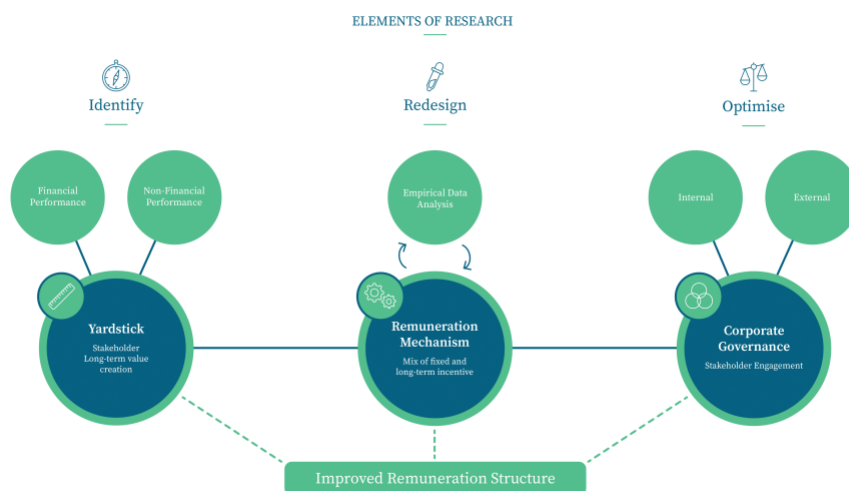 ELEMENTS OF RESEARCH
Identify
Redesign
Optimise
Financial
Performance
Non-Financial
Performance
Empirical Data
Analysis
Internal
External
Yardstick
Stakeholder
Long-term value
creation
Remuneration
Mechanism
Mix of fixed and
long-term incentive
Corporate
Governance
Stakeholder Engagement
Improved Remuneration Structure